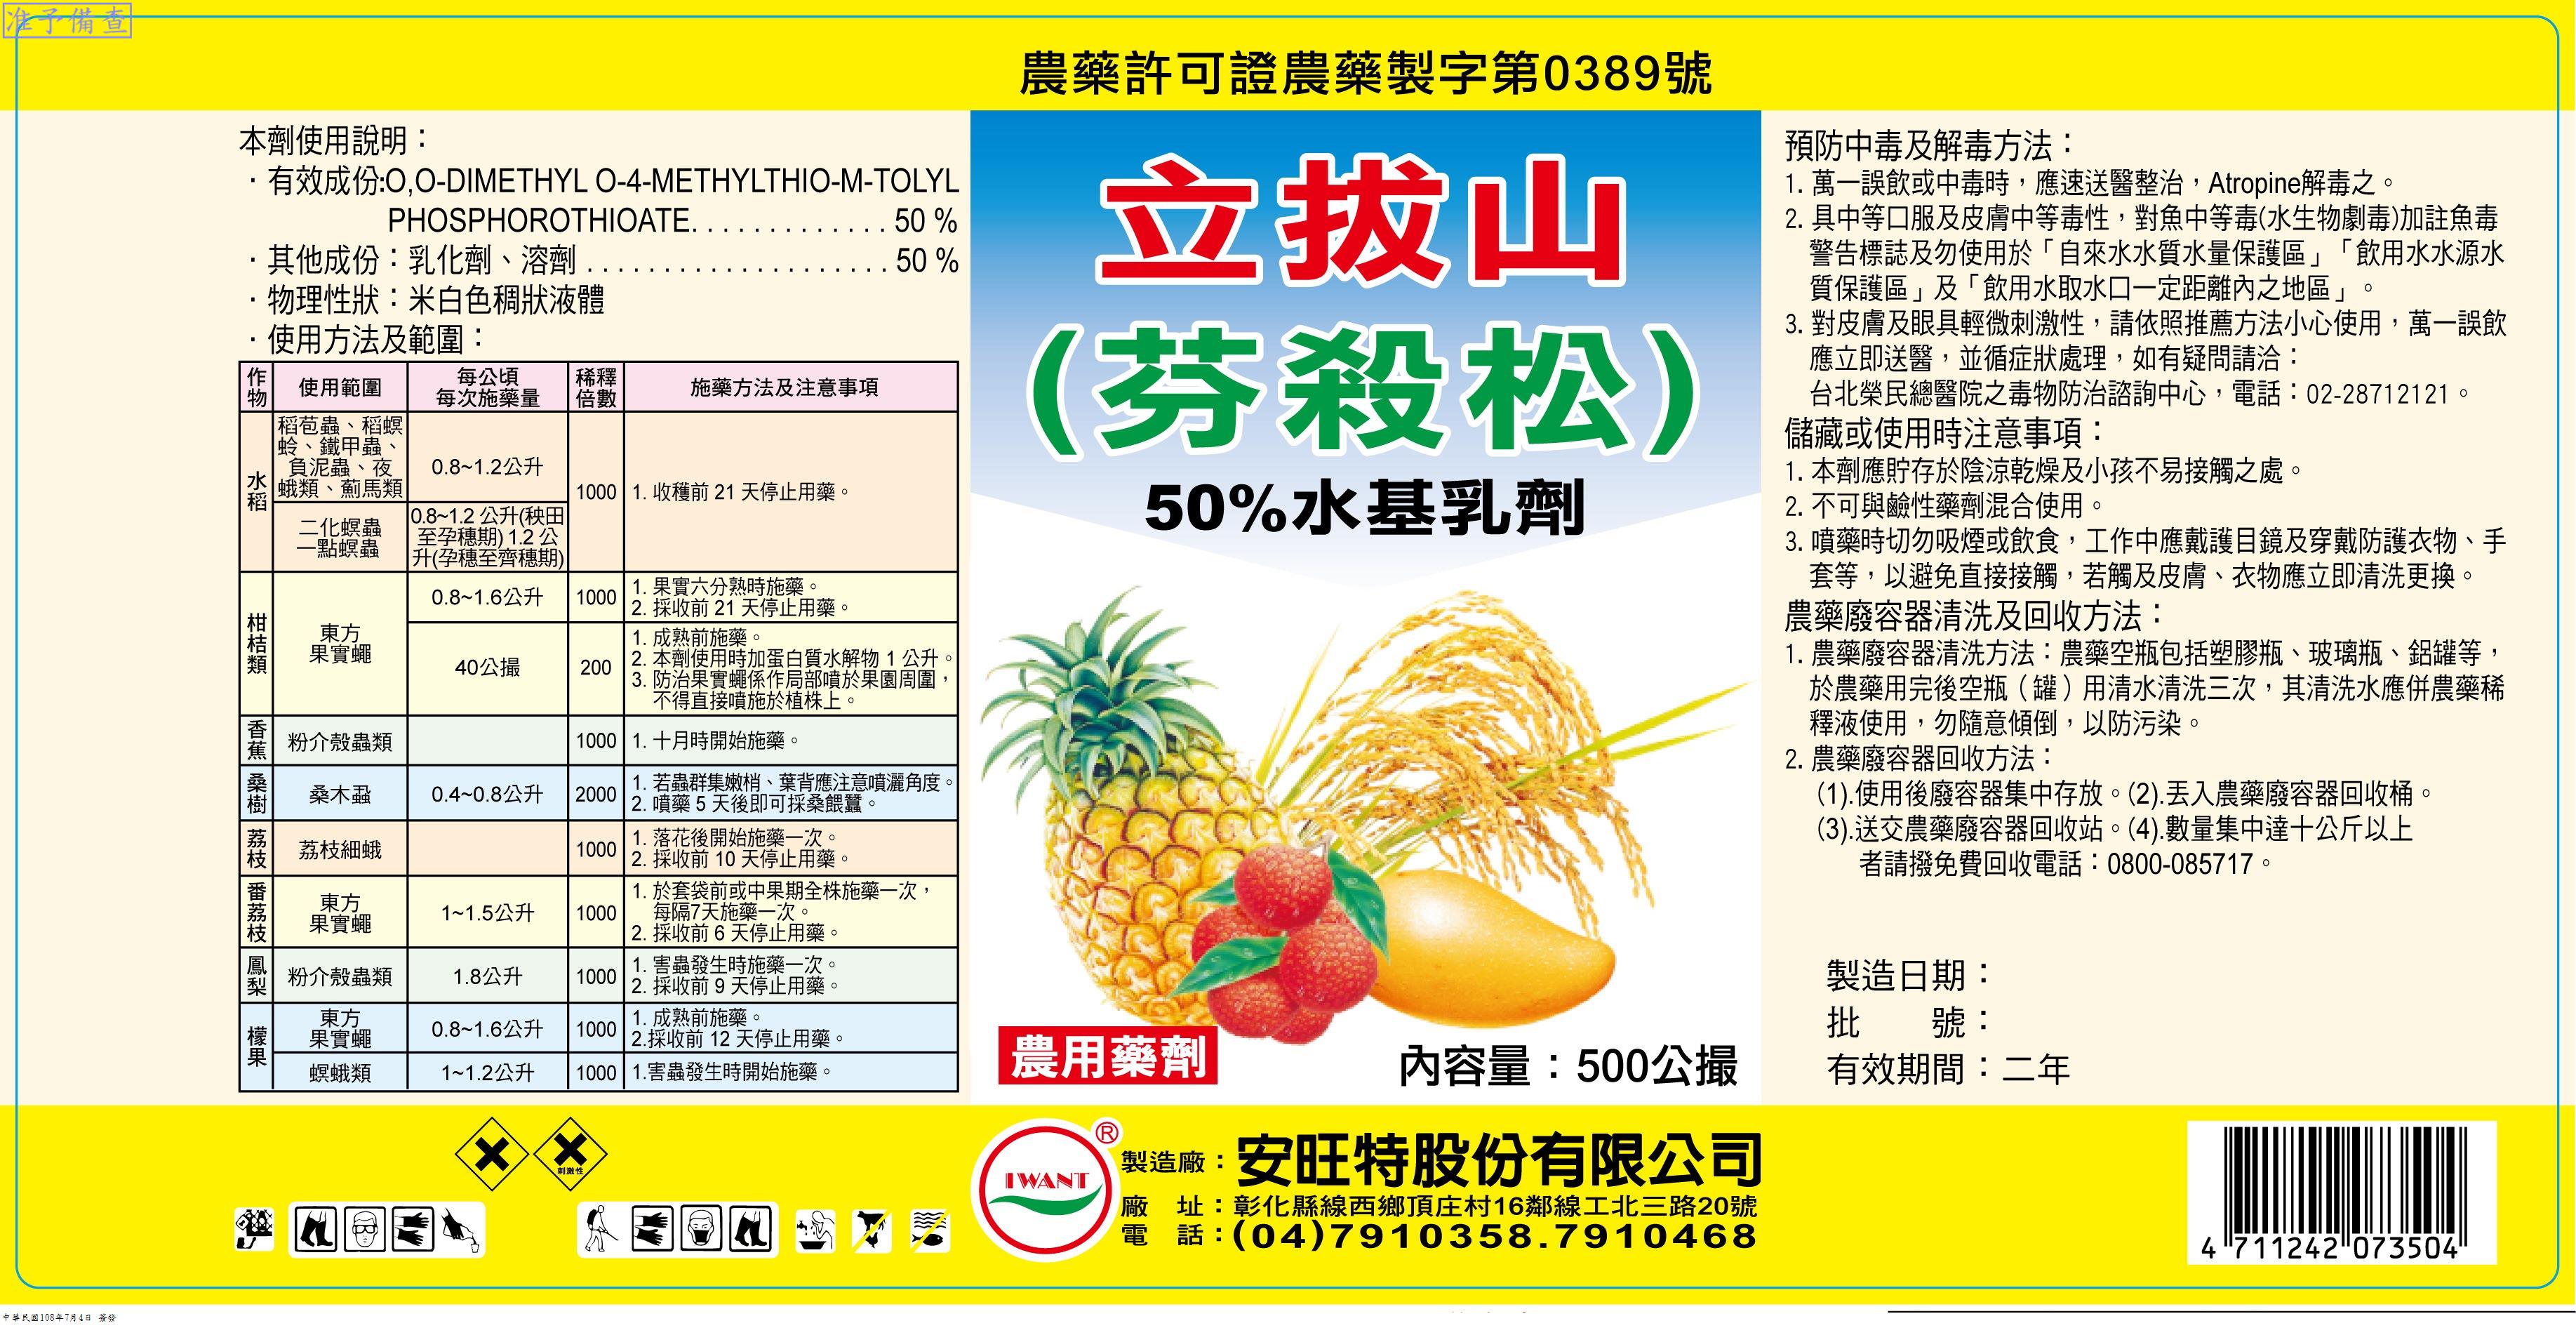 准予備查
農藥許可證農藥製字第0389號
本劑使用說明：
．有效成份:O,O-DIMETHYL O-4-METHYLTHIO-M-TOLYL
PHOSPHOROTHIOATE............. 50 %
．其他成份：乳化劑、溶劑 .................... 50 %
．物理性狀：米白色稠狀液體
．使用方法及範圍：
作物 使用範圍 每公頃每次施藥量 稀釋倍數 施藥方法及注意事項
水稻
稻苞蟲、稻螟
蛉、鐵甲蟲、
負泥蟲、夜
蛾類、薊馬類
0.8~1.2公升
二化螟蟲
一點螟蟲
0.8~1.2 公升(秧田
至孕穗期) 1.2 公
升(孕穗至齊穗期)
1000 1. 收穫前 21 天停止用藥。
柑桔類
東方
果實蠅
0.8~1.6公升 1000
1. 果實六分熟時施藥。
2. 採收前 21 天停止用藥。
40公撮 200
1. 成熟前施藥。
2. 本劑使用時加蛋白質水解物 1 公升。
3. 防治果實蠅係作局部噴於果園周圍，
不得直接噴施於植株上。
香蕉 粉介殼蟲類 1000 1. 十月時開始施藥。
桑樹 桑木蝨 0.4~0.8公升 2000
1. 若蟲群集嫩梢、葉背應注意噴灑角度。
2. 噴藥 5 天後即可採桑餵蠶。
荔枝 荔枝細蛾 1000
1. 落花後開始施藥一次。
2. 採收前 10 天停止用藥。
番荔枝
東方
果實蠅
1~1.5公升 1000
1. 於套袋前或中果期全株施藥一次，
每隔7天施藥一次。
2. 採收前 6 天停止用藥。
鳳梨 粉介殼蟲類 1.8公升 1000
1. 害蟲發生時施藥一次。
2. 採收前 9 天停止用藥。
檬果
東方
果實蠅
0.8~1.6公升 1000
1. 成熟前施藥。
2.採收前 12 天停止用藥。
螟蛾類 1~1.2公升 1000 1.害蟲發生時開始施藥。
立拔山
(芬殺松)
50%水基乳劑
農用藥劑
內容量：500公撮
預防中毒及解毒方法：
1. 萬一誤飲或中毒時，應速送醫整治，Atropine解毒之。
2. 具中等口服及皮膚中等毒性，對魚中等毒(水生物劇毒)加註魚毒
警告標誌及勿使用於「自來水水質水量保護區」「飲用水水源水
質保護區」及「飲用水取水口一定距離內之地區」。
3. 對皮膚及眼具輕微刺激性，請依照推薦方法小心使用，萬一誤飲
應立即送醫，並循症狀處理，如有疑問請洽：
台北榮民總醫院之毒物防治諮詢中心，電話：02-28712121。
儲藏或使用時注意事項：
1. 本劑應貯存於陰涼乾燥及小孩不易接觸之處。
2. 不可與鹼性藥劑混合使用。
3. 噴藥時切勿吸煙或飲食，工作中應戴護目鏡及穿戴防護衣物、手
套等，以避免直接接觸，若觸及皮膚、衣物應立即清洗更換。
農藥廢容器清洗及回收方法：
1. 農藥廢容器清洗方法：農藥空瓶包括塑膠瓶、玻璃瓶、鋁罐等，
於農藥用完後空瓶（罐）用清水清洗三次，其清洗水應併農藥稀
釋液使用，勿隨意傾倒，以防污染。
2. 農藥廢容器回收方法：
(1).使用後廢容器集中存放。(2).丟入農藥廢容器回收桶。
(3).送交農藥廢容器回收站。(4).數量集中達十公斤以上
者請撥免費回收電話：0800-085717。
製造日期：
批　　號：
有效期間：二年
刺激性
IWANT
®
製造廠：安旺特股份有限公司
廠　址：彰化縣線西鄉頂庄村16鄰線工北三路20號
電　話：(04)7910358.7910468
4 711242 073504
中華民國108年7月4日 簽發